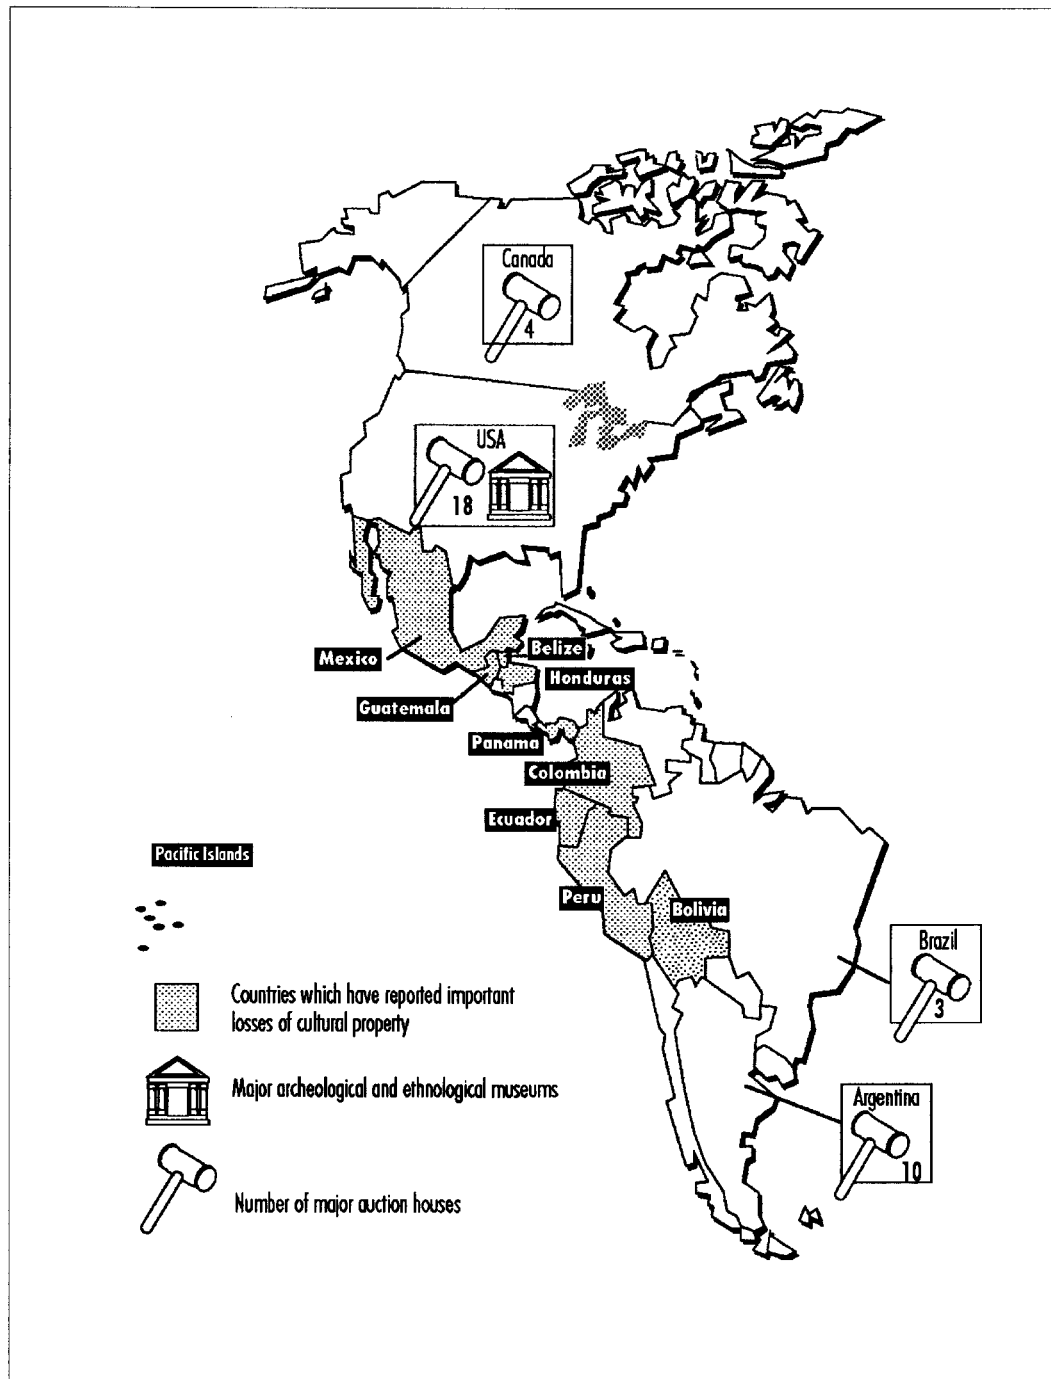 Canada
4
USA
18
Mexico
Belize
Honduras
Guatemala
Panama
Colombia
Ecuador
Pacific Islands
Peru
Bolivia
Brazil
3
Countries which have reported important
losses of cultural property
Major archeological and ethnological museums
Argentina
10
Number of major auction houses